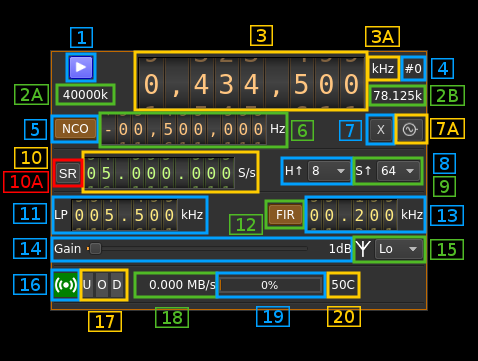 1
3
3A
0,434,500 kHz #0 4
2A 40000k 78.125k 2B
5 NCO -00,500,000 Hz 6 7 X 7A
10 SR 05.000.000 S/s H↑ 8 S↑ 64 8
10A 9
11 LP 005.500 kHz 12 FIR 00.200 kHz 13
14 Gain 1dB Lo 15
16 U O D 0.000 MB/s 0% 50C
17 18 19 20